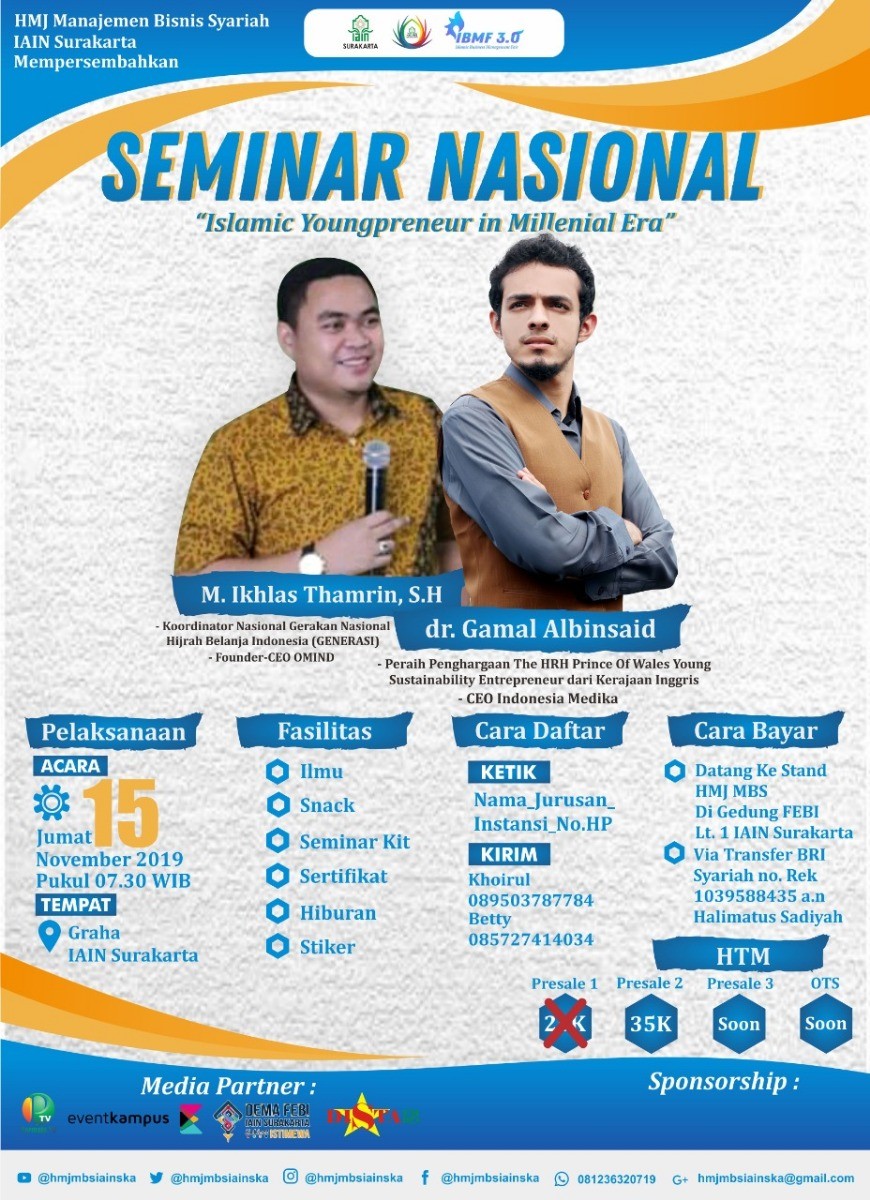 HMJ Manajemen Bisnis Syariah
IAIN Surakarta
Mempersembahkan
iain
SURAKARTA
IBMF 3.0
SEMINAR NASIONAL
“Islamic Youngpreneur in Millenial Era”
M. Ikhlas Thamrin, S.H
- Koordinator Nasional Gerakan Nasional
Hijrah Belanja Indonesia (GENERASI)
- Founder-CEO OMIND
dr. Gamal Albinsaid
- Peraih Penghargaan The HRH Prince Of Wales Young
Sustainability Entrepreneur dari Kerajaan Inggris
- CEO Indonesia Medika
Pelaksanaan
ACARA
Jumat 15
November 2019
Pukul 07.30 WIB
TEMPAT
Graha
IAIN Surakarta
Fasilitas
Ilmu
Snack
Seminar Kit
Sertifikat
Hiburan
Stiker
Cara Daftar
KETIK
Nama_Jurusan_
Instansi_No.HP
KIRIM
Khoirul
089503787784
Betty
085727414034
Cara Bayar
Datang Ke Stand
HMJ MBS
Di Gedung FEBI
Lt. 1 IAIN Surakarta
Via Transfer BRI
Syariah no. Rek
1039588435 a.n
Halimatus Sadiyah
HTM
Presale 1 Presale 2 Presale 3 OTS
35K Soon Soon
Media Partner :
Sponsorship :
TV
eventkampus
DEMA FEBI
IAIN SURAKARTA
@hmjmbsiainska @hmjmbsiainska @hmjmbsiainska @hmjmbsiainska 081236320719 G+ hmjmbsiainska@gmail.com